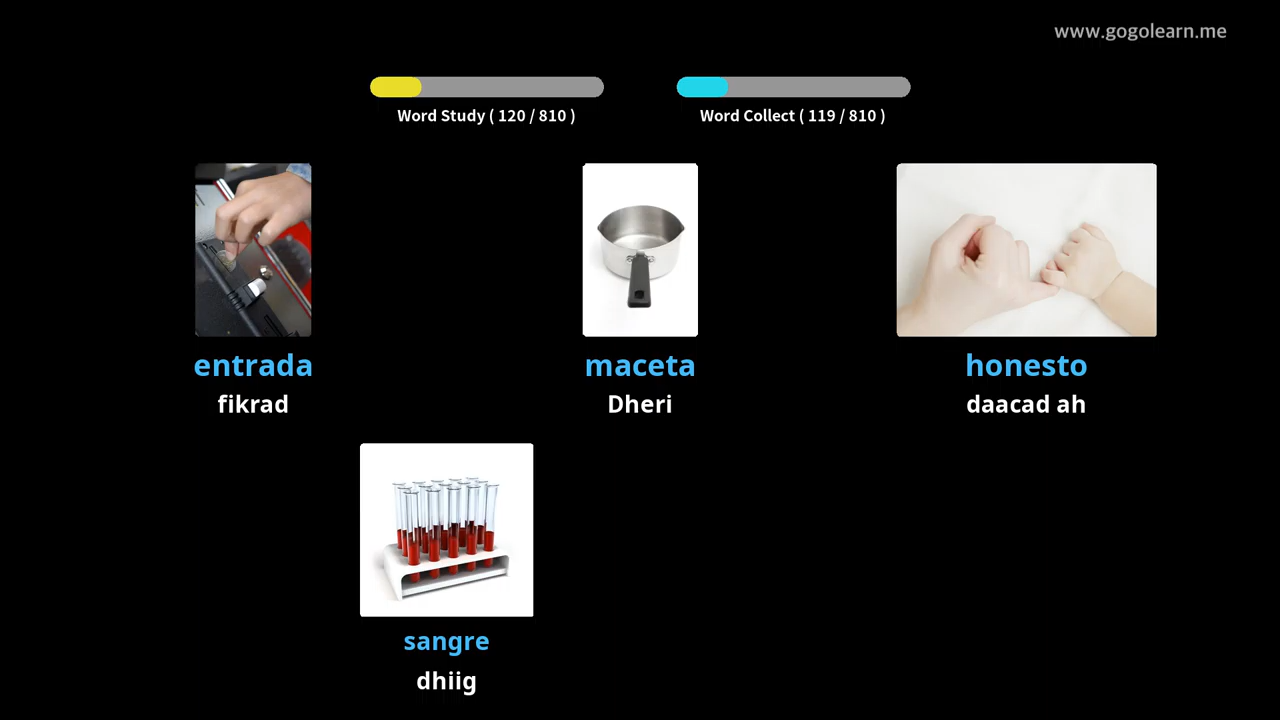 www.gogolearn.me
Word Study ( 120 / 810 )
Word Collect ( 119 / 810 )
entrada
fikrad
maceta
Dheri
honesto
daacad ah
sangre
dhiig